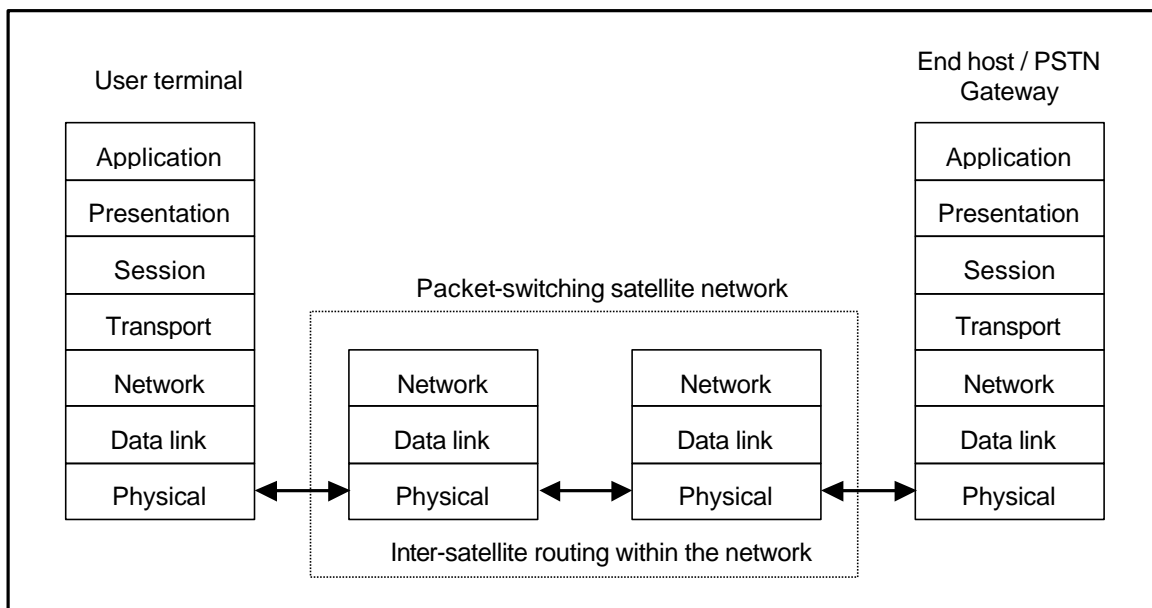 User terminal
Application
Presentation
Session
Transport
Network
Data link
Physical
Packet-switching satellite network
Network
Data link
Physical
Network
Data link
Physical
Inter-satellite routing within the network
End host / PSTN
Gateway
Application
Presentation
Session
Transport
Network
Data link
Physical